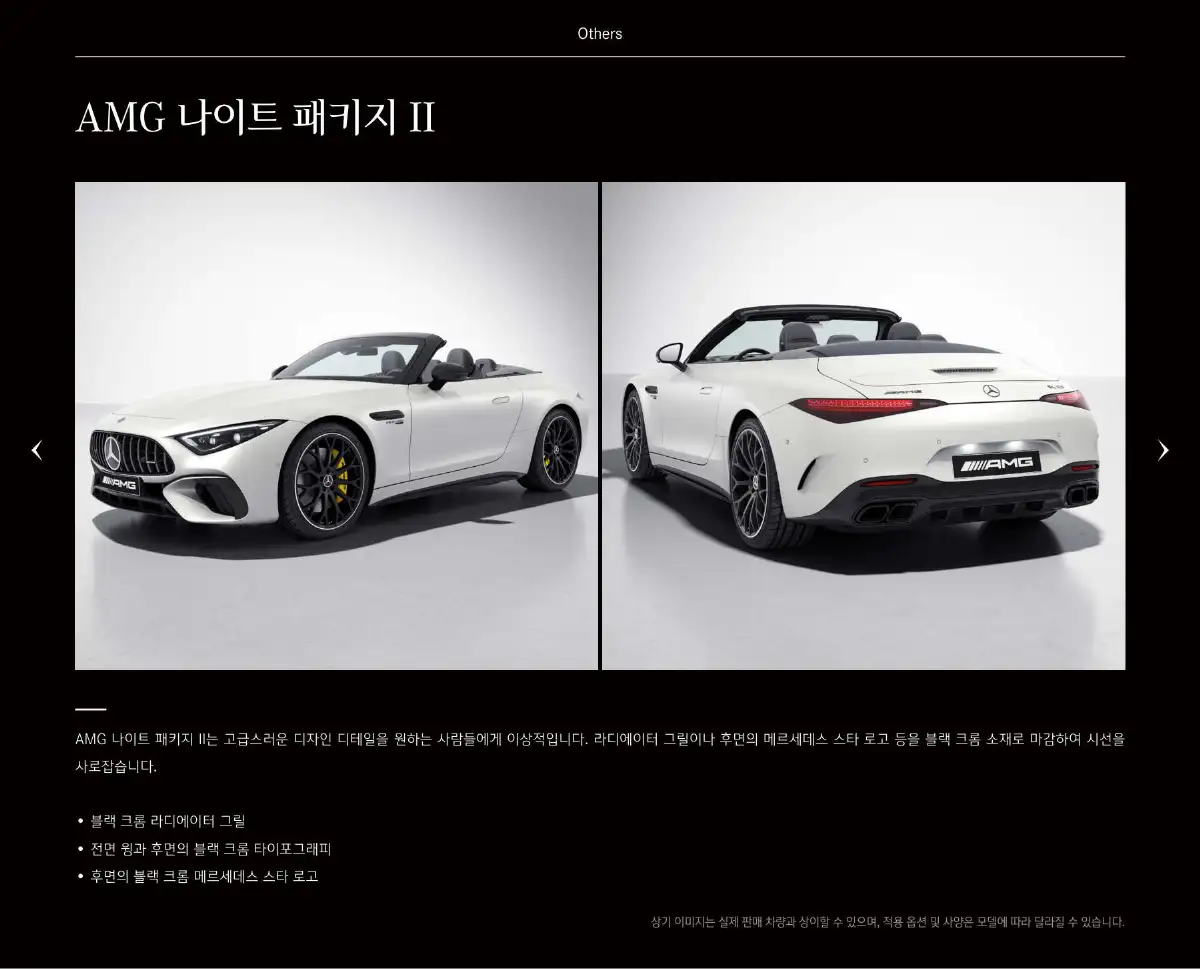 Others
AMG 나이트 패키지 II
AMG
AMG
AMG 나이트 패키지 II는 고급스러운 디자인 디테일을 원하는 사람들에게 이상적입니다. 라디에이터 그릴이나 후면의 메르세데스 스타 로고 등을 블랙 크롬 소재로 마감하여 시선을
사로잡습니다.
• 블랙 크롬 라디에이터 그릴
• 전면 윙과 후면의 블랙 크롬 타이포그래피
• 후면의 블랙 크롬 메르세데스 스타 로고
상기 이미지는 실제 판매 차량과 상이할 수 있으며, 적용 옵션 및 사양은 모델에 따라 달라질 수 있습니다.